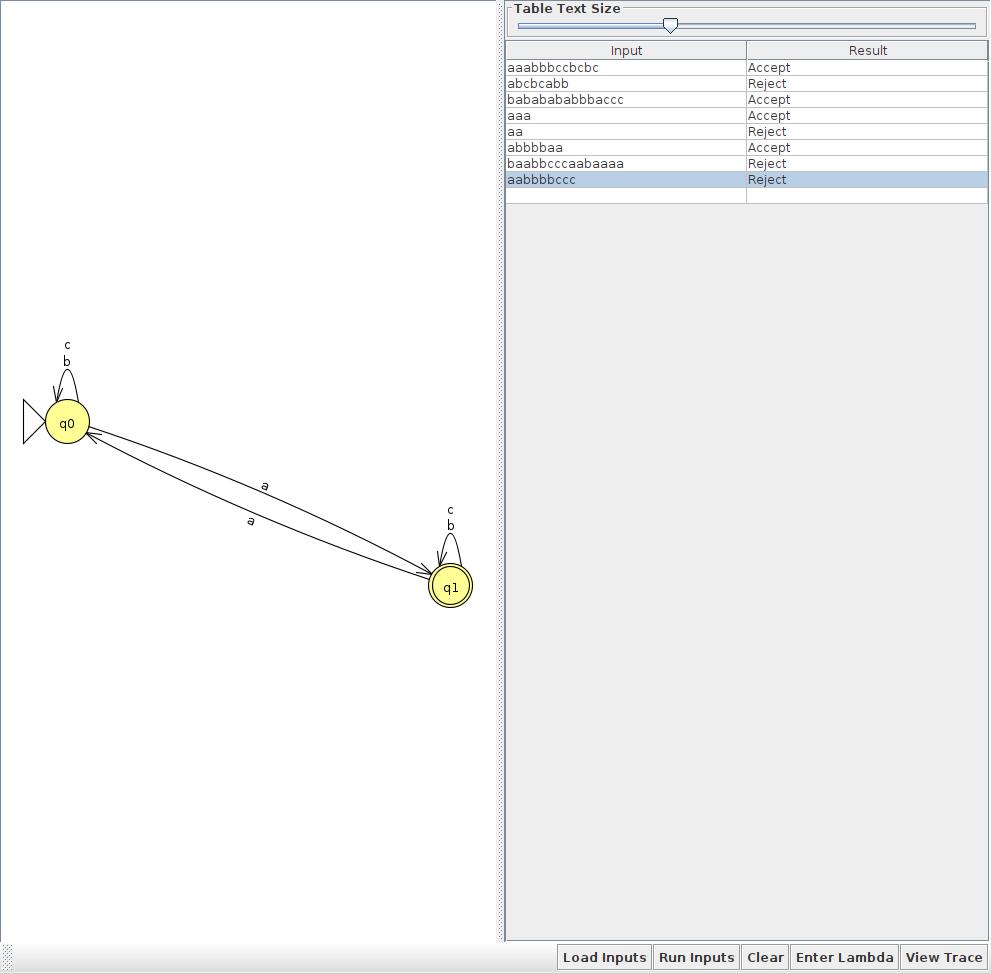 Table Text Size
Input Result
aaabbbccbcbc Accept
abcbcabb Reject
bababababbbaccc Accept
aaa Accept
aa Reject
abbbbaa Accept
baabbcccaabaaaa Reject
aabbbbccc Reject
c
b
q0
a
a
c
b
q1
Load Inputs Run Inputs Clear Enter Lambda View Trace